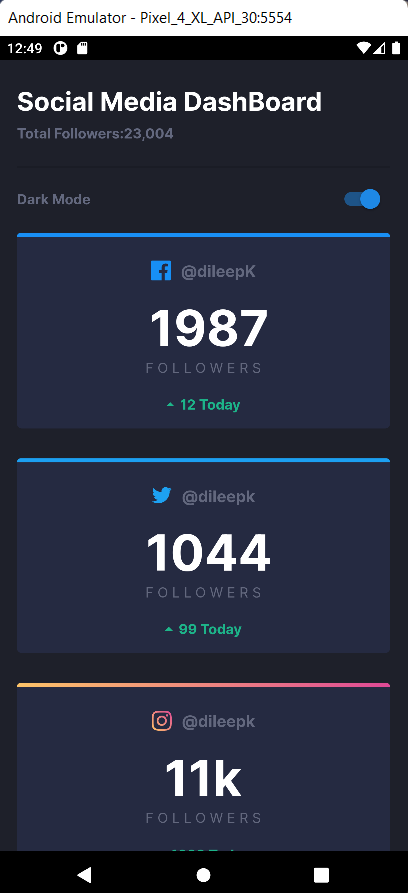 Android Emulator - Pixel_4_XL_API_30:5554
12:49
Social Media DashBoard
Total Followers:23,004
Dark Mode
@dileepK
1987
FOLLOWERS
12 Today
@dileepk
1044
FOLLOWERS
99 Today
@dileepk
11k
FOLLOWERS